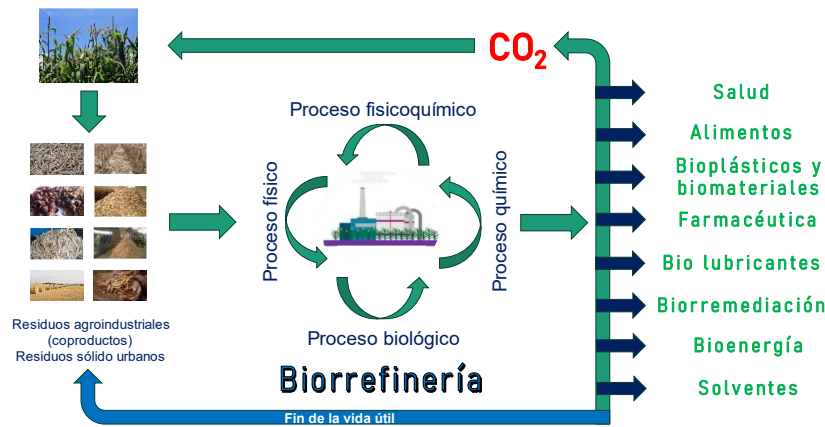 CO₂
Proceso fisicoquímico
Proceso físico
Proceso químico
Proceso biológico
Biorrefinería
Residuos agroindustriales
(coproductos)
Residuos sólido urbanos
Fin de la vida útil
Salud
Alimentos
Bioplásticos y
biomateriales
Farmacéutica
Bio lubricantes
Biorremediación
Bioenergía
Solventes